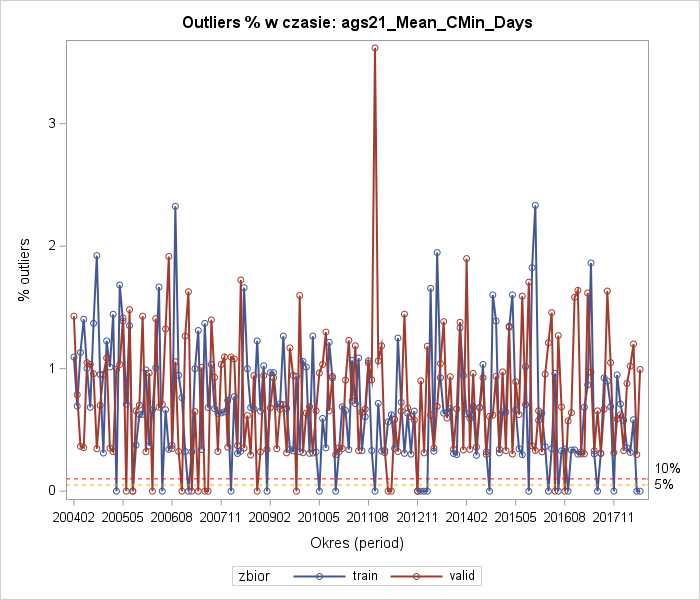 Outliers % w czasie: ags21_Mean_CMin_Days
% outliers
3
2
1
0
10%
5%
200402 200505 200608 200711 200902 201005 201108 201211 201402 201505 201608 201711
Okres (period)
zbior train valid